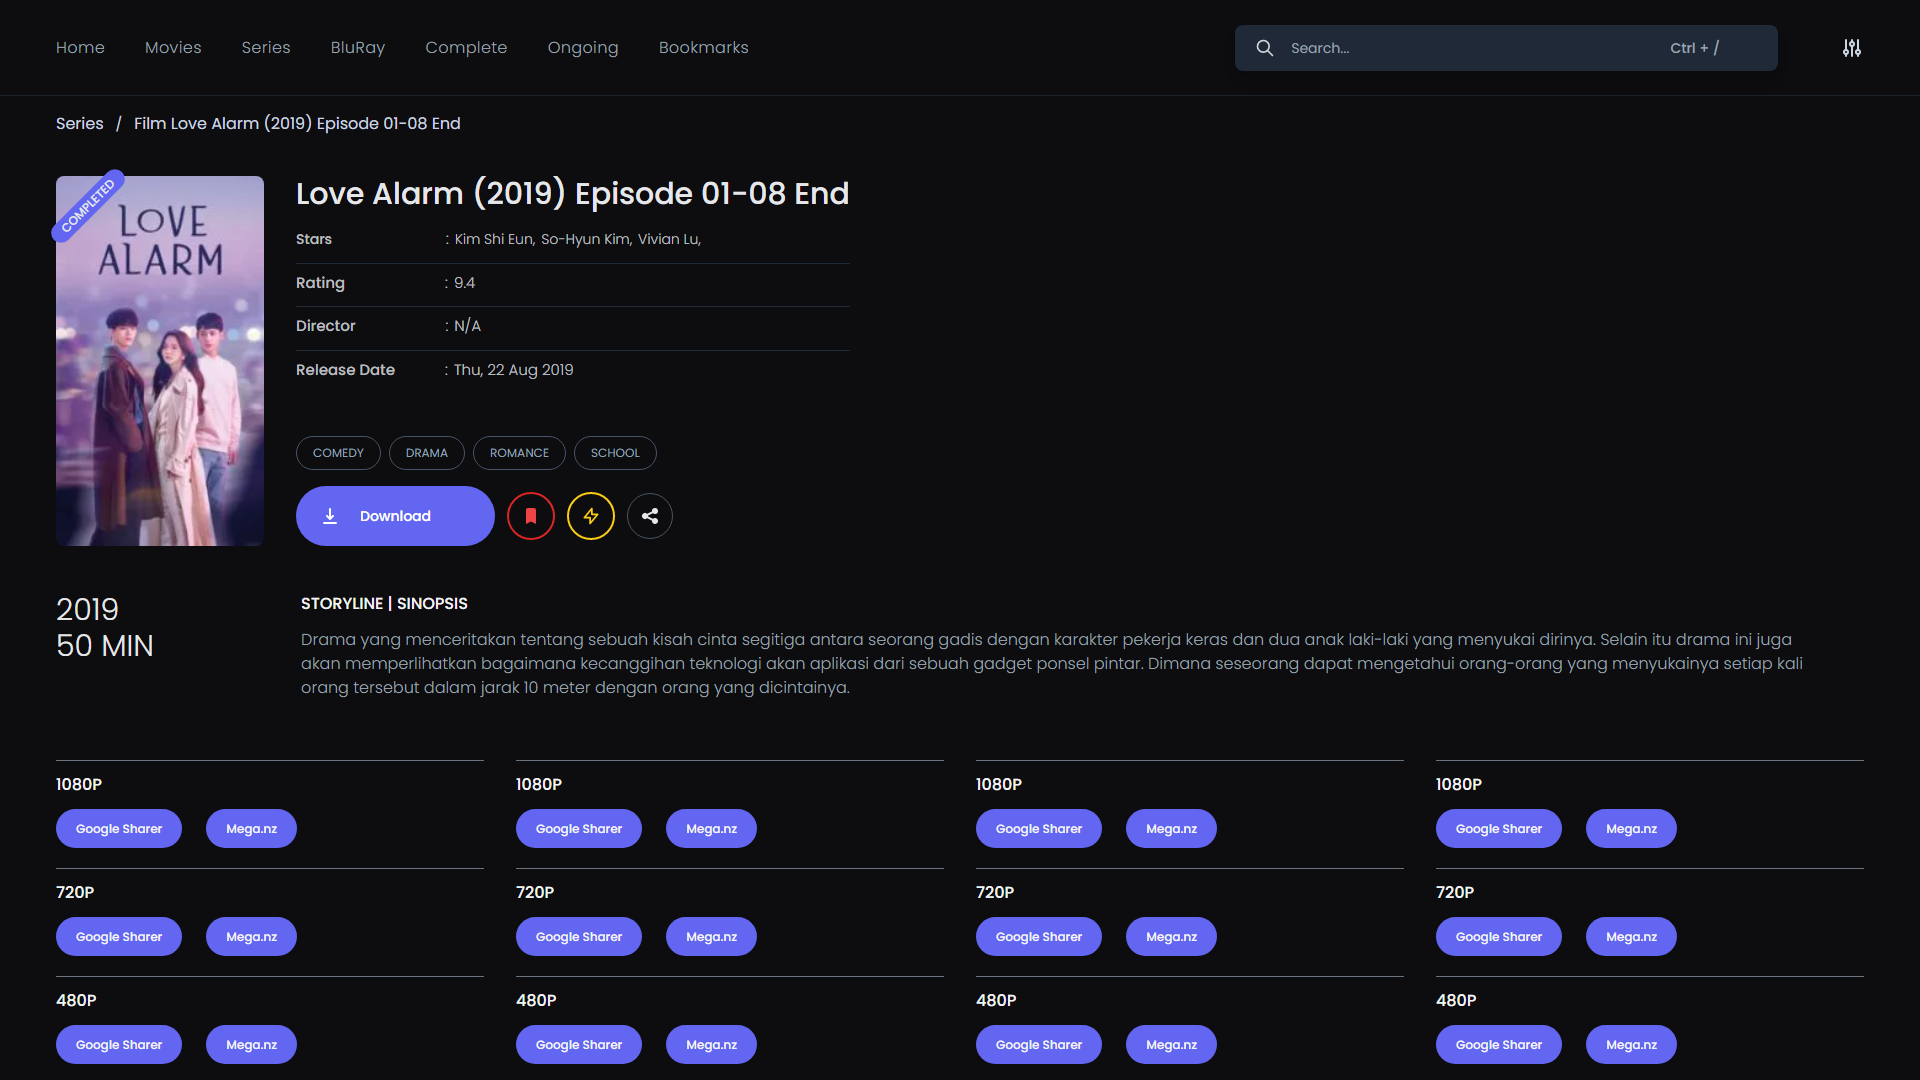 Home Movies Series BluRay Complete Ongoing Bookmarks Search... Ctrl + /
Series / Film Love Alarm (2019) Episode 01-08 End
COMPLETED
LOVE
ALARM
Love Alarm (2019) Episode 01-08 End
Stars : Kim Shi Eun, So-Hyun Kim, Vivian Lu,
Rating : 9.4
Director : N/A
Release Date : Thu, 22 Aug 2019
COMEDY DRAMA ROMANCE SCHOOL
Download
2019
50 MIN
STORYLINE | SINOPSIS
Drama yang menceritakan tentang sebuah kisah cinta segitiga antara seorang gadis dengan karakter pekerja keras dan dua anak laki-laki yang menyukai dirinya. Selain itu drama ini juga
akan memperlihatkan bagaimana kecanggihan teknologi akan aplikasi dari sebuah gadget ponsel pintar. Dimana seseorang dapat mengetahui orang-orang yang menyukainya setiap kali
orang tersebut dalam jarak 10 meter dengan orang yang dicintainya.
1080P 1080P 1080P 1080P
Google Sharer Mega.nz Google Sharer Mega.nz Google Sharer Mega.nz Google Sharer Mega.nz
720P 720P 720P 720P
Google Sharer Mega.nz Google Sharer Mega.nz Google Sharer Mega.nz Google Sharer Mega.nz
480P 480P 480P 480P
Google Sharer Mega.nz Google Sharer Mega.nz Google Sharer Mega.nz Google Sharer Mega.nz